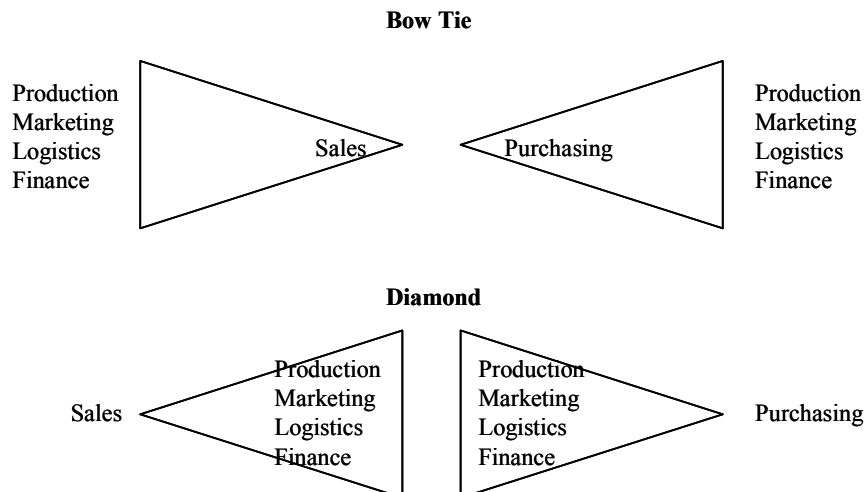 Bow Tie
Production
Marketing
Logistics
Finance
Sales
Purchasing
Production
Marketing
Logistics
Finance
Diamond
Sales
Production
Marketing
Logistics
Finance
Production
Marketing
Logistics
Finance
Purchasing